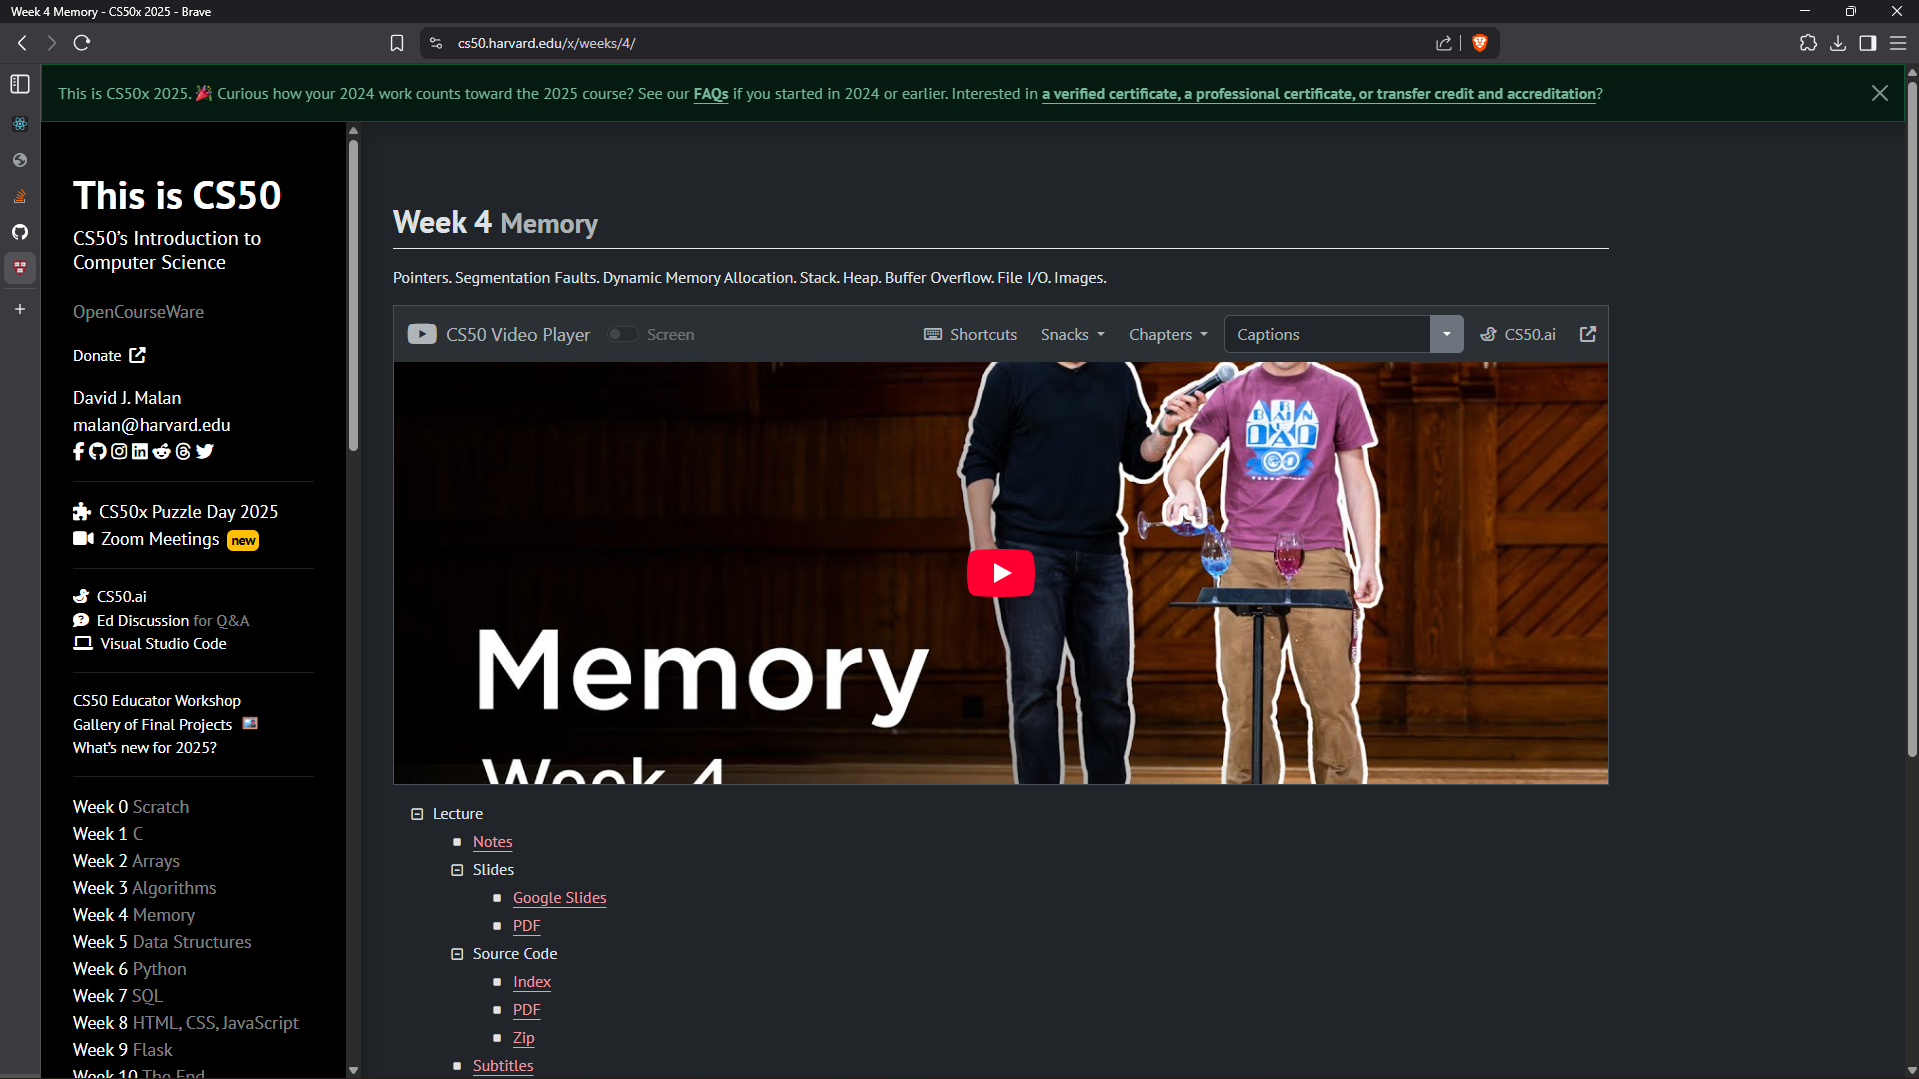 Week 4 Memory - CS50x 2025 - Brave
cs50.harvard.edu/x/weeks/4/
This is CS50x 2025. 🎉 Curious how your 2024 work counts toward the 2025 course? See our FAQs if you started in 2024 or earlier. Interested in a verified certificate, a professional certificate, or transfer credit and accreditation?
This is CS50
CS50’s Introduction to
Computer Science
OpenCourseWare
Donate
David J. Malan
malan@harvard.edu
CS50x Puzzle Day 2025
Zoom Meetings new
CS50.ai
Ed Discussion for Q&A
Visual Studio Code
CS50 Educator Workshop
Gallery of Final Projects
What’s new for 2025?
Week 0 Scratch
Week 1 C
Week 2 Arrays
Week 3 Algorithms
Week 4 Memory
Week 5 Data Structures
Week 6 Python
Week 7 SQL
Week 8 HTML, CSS, JavaScript
Week 9 Flask
Week 10 The End
Week 4 Memory
Pointers. Segmentation Faults. Dynamic Memory Allocation. Stack. Heap. Buffer Overflow. File I/O. Images.
CS50 Video Player Screen Shortcuts Snacks Chapters Captions CS50.ai
BRAIN
DAD
Memory
Week 4
Lecture
Notes
Slides
Google Slides
PDF
Source Code
Index
PDF
Zip
Subtitles